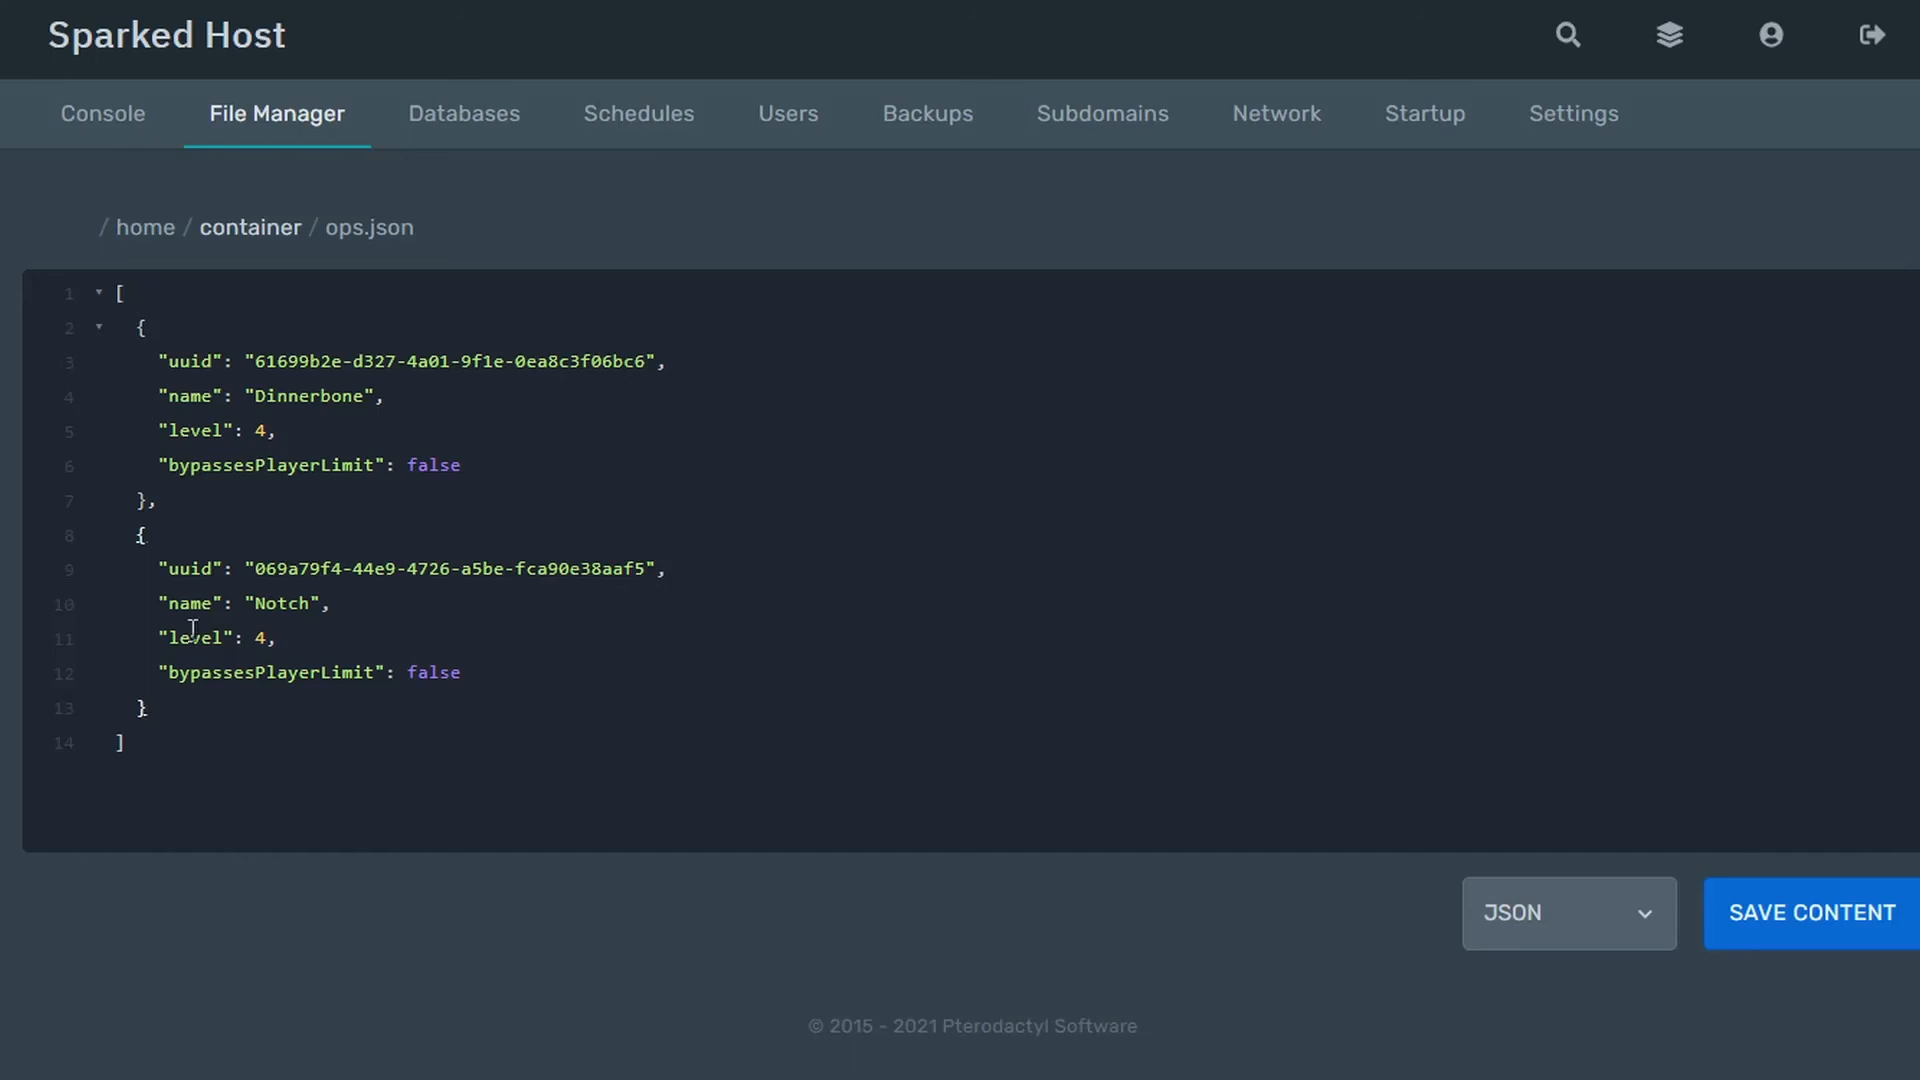 Sparked Host
Console File Manager Databases Schedules Users Backups Subdomains Network Startup Settings
/ home / container / ops.json
1 [
2 {
3 "uuid": "61699b2e-d327-4a01-9f1e-0ea8c3f06bc6",
4 "name": "Dinnerbone",
5 "level": 4,
6 "bypassesPlayerLimit": false
7 },
8 {
9 "uuid": "069a79f4-44e9-4726-a5be-fca90e38aaf5",
10 "name": "Notch",
11 "level": 4,
12 "bypassesPlayerLimit": false
13 }
14 ]
JSON
SAVE CONTENT
© 2015 - 2021 Pterodactyl Software